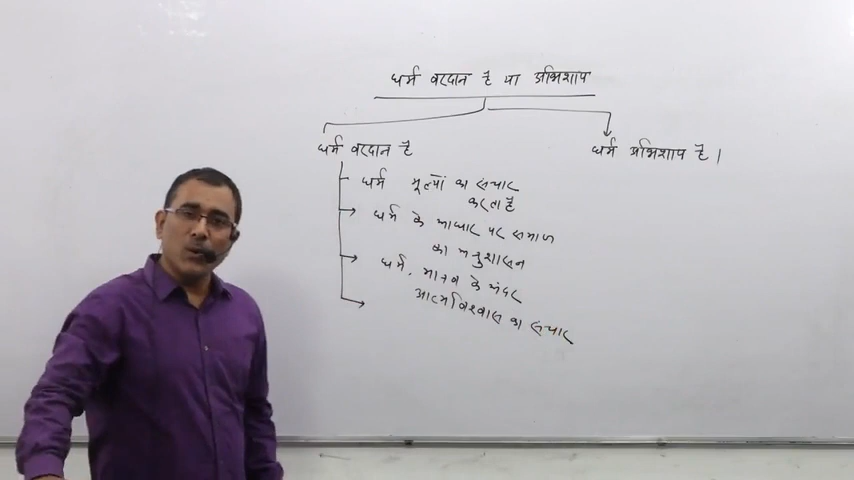 धर्म वरदान है या अभिशाप
धर्म वरदान है
धर्म अभिशाप है।
धर्म मूल्यों का संचार
करता है
धर्म के आधार पर समाज
का अनुशासन
धर्म, मानव के अंदर
आत्मविश्वास का संचार